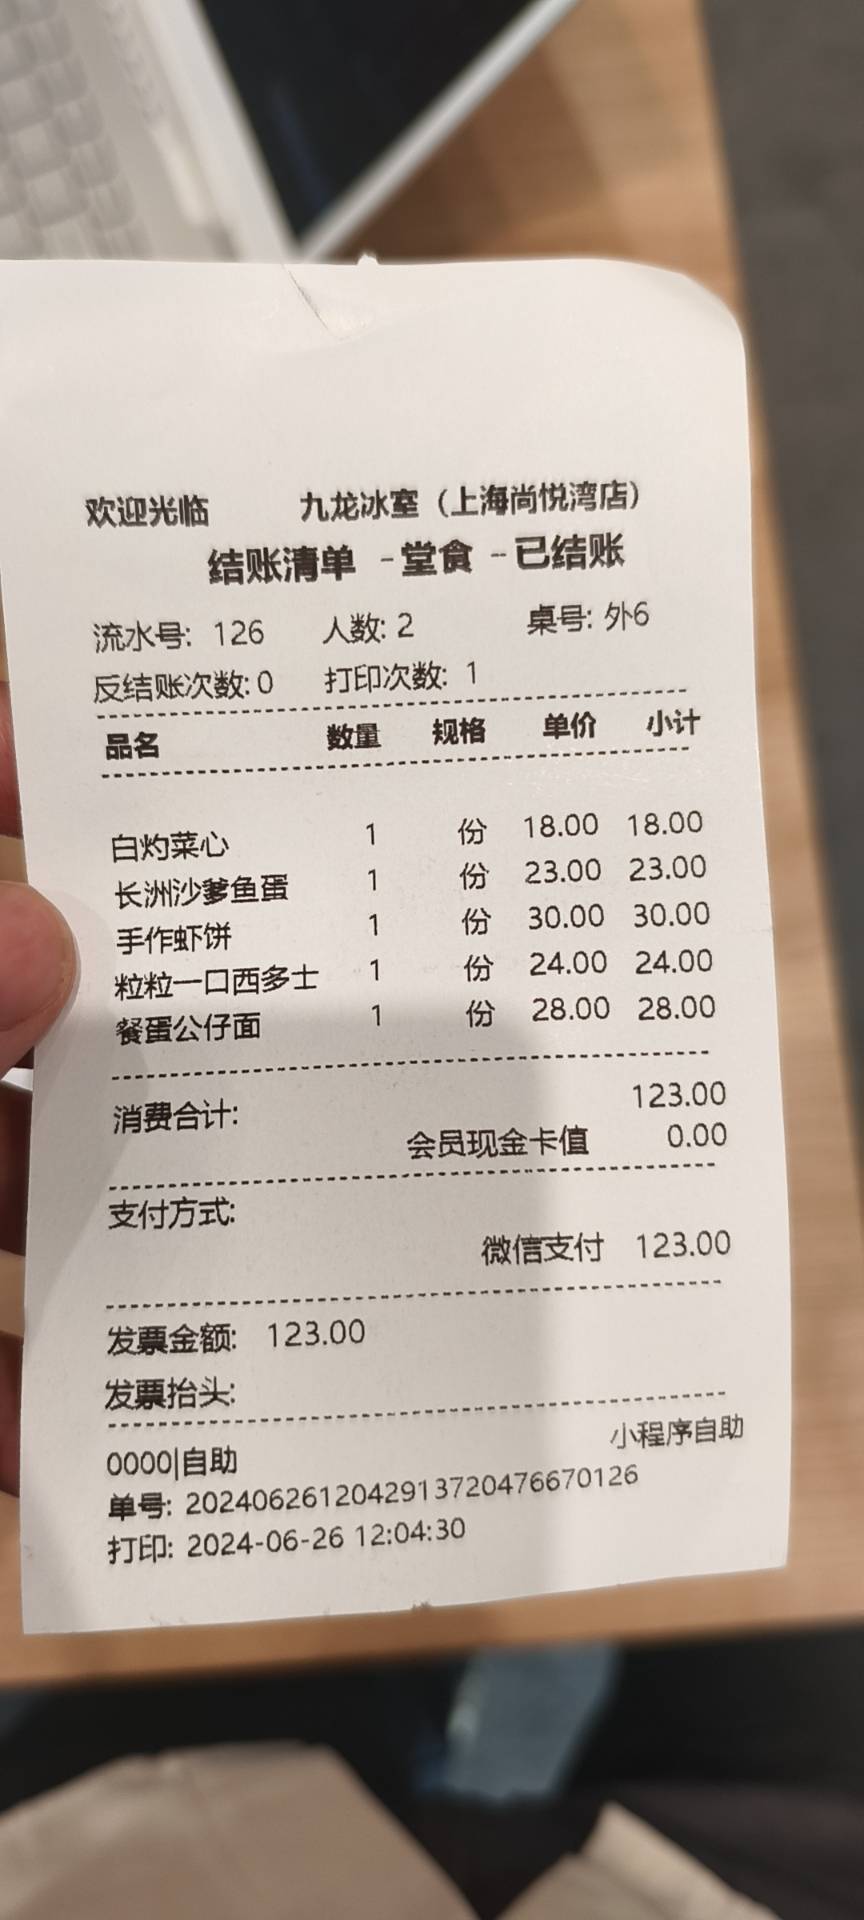 欢迎光临 九龙冰室（上海尚悦湾店）
结账清单 -堂食 -已结账
流水号: 126 人数: 2 桌号: 外6
反结账次数: 0 打印次数: 1
品名 数量 规格 单价 小计
白灼菜心 1 份 18.00 18.00
长洲沙爹鱼蛋 1 份 23.00 23.00
手作虾饼 1 份 30.00 30.00
粒粒一口西多士 1 份 24.00 24.00
餐蛋公仔面 1 份 28.00 28.00
消费合计: 123.00
会员现金卡值 0.00
支付方式:
微信支付 123.00
发票金额: 123.00
发票抬头:
0000|自助 小程序自助
单号: 20240626120429137204766​70126
打印: 2024-06-26 12:04:30